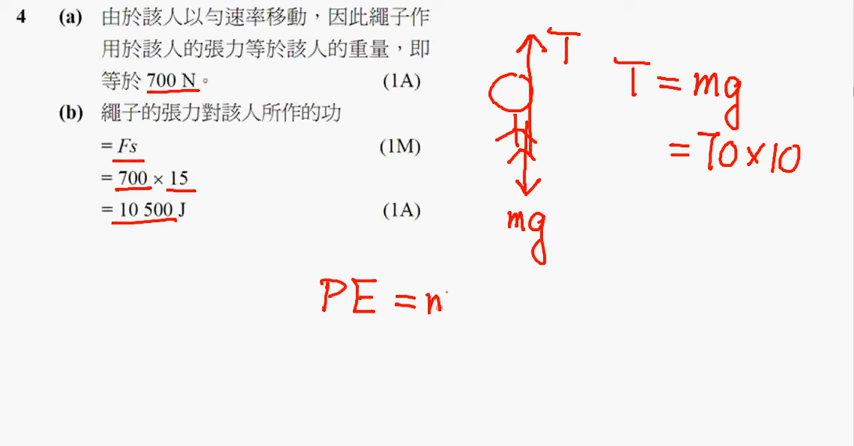 4 (a) 由於該人以勻速率移動，因此繩子作
用於該人的張力等於該人的重量，即
等於 700 N。 (1A)
(b) 繩子的張力對該人所作的功
= Fs (1M)
= 700 × 15
= 10 500 J (1A)
T
mg
T = mg
= 70 × 10
PE = n